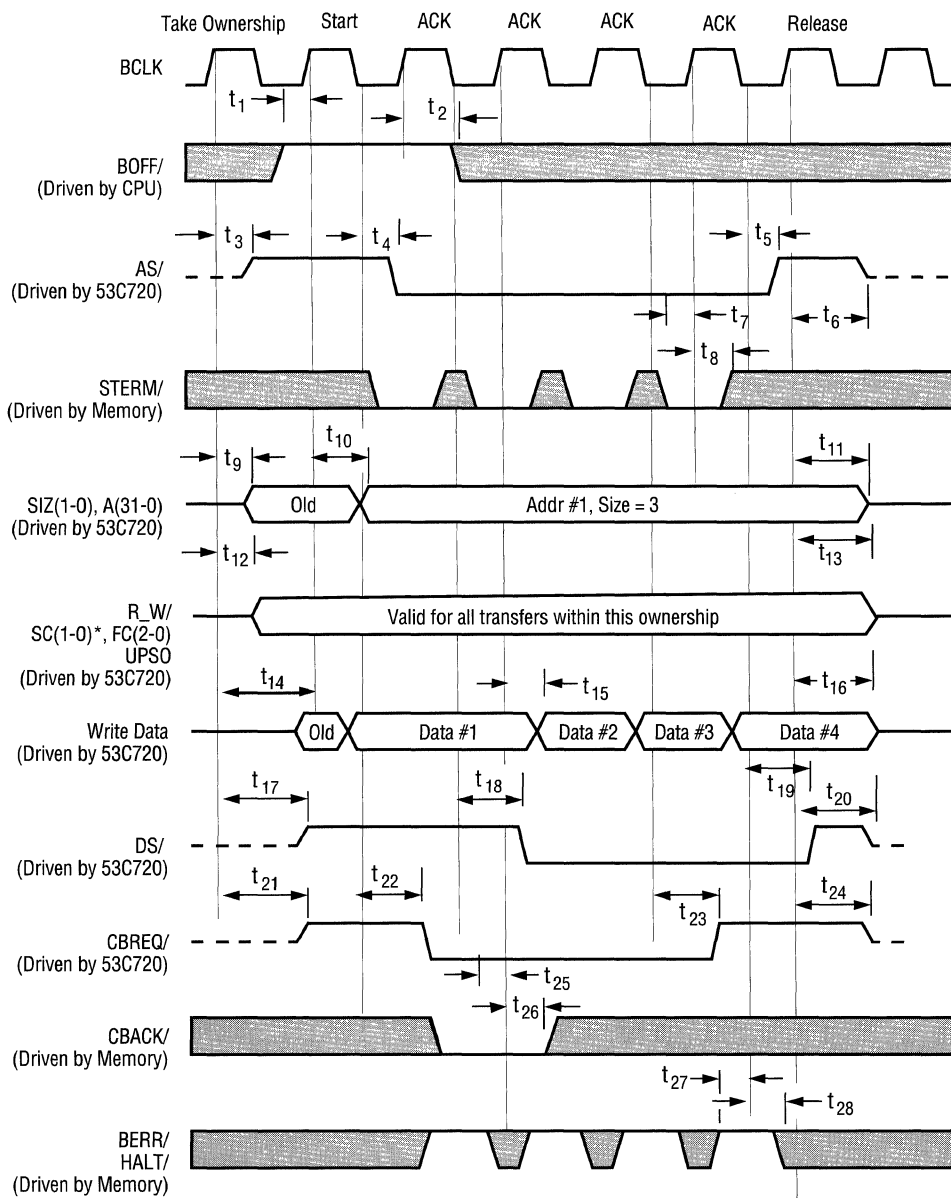 Take Ownership Start ACK ACK ACK ACK Release
BCLK
t1 t2
BOFF/
(Driven by CPU)
t3 t4 t5
AS/
(Driven by 53C720)
t7 t6
t8
STERM/
(Driven by Memory)
t9 t10 t11
SIZ(1-0), A(31-0)
(Driven by 53C720)
Old Addr #1, Size = 3
t12 t13
R_W/
SC(1-0)*, FC(2-0)
UPSO
(Driven by 53C720)
Valid for all transfers within this ownership
t14 t15 t16
Write Data
(Driven by 53C720)
Old Data #1 Data #2 Data #3 Data #4
t17 t18 t19 t20
DS/
(Driven by 53C720)
t21 t22 t23 t24
CBREQ/
(Driven by 53C720)
t25
t26
CBACK/
(Driven by Memory)
t27
t28
BERR/
HALT/
(Driven by Memory)